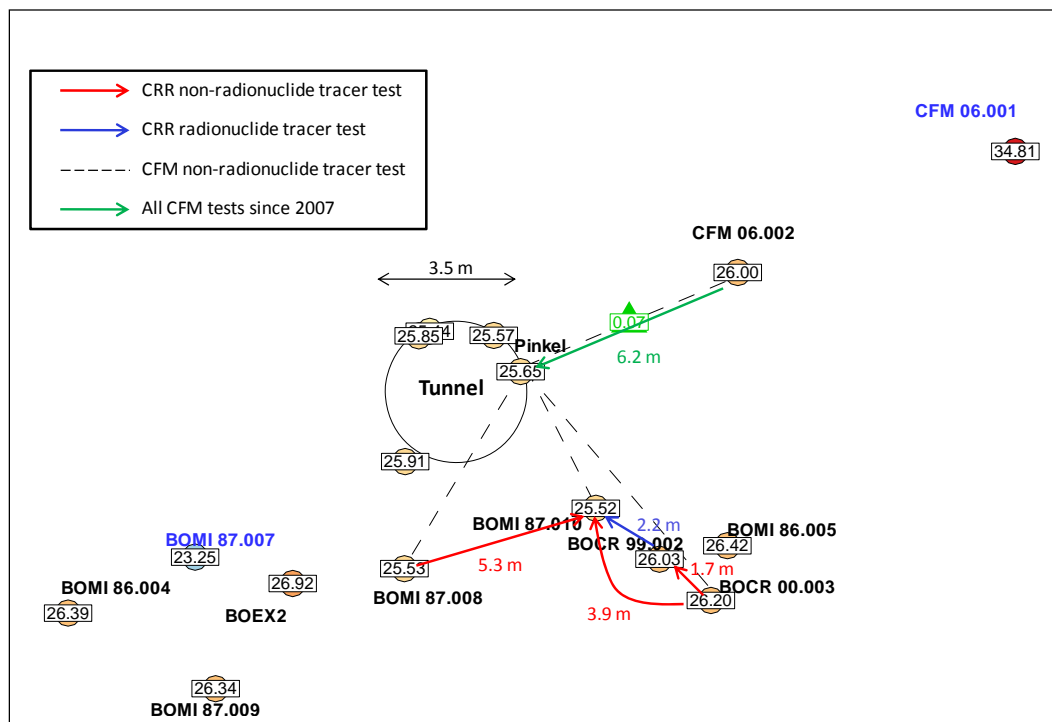 CRR non-radionuclide tracer test
CRR radionuclide tracer test
CFM non-radionuclide tracer test
All CFM tests since 2007
CFM 06.001
34.81
CFM 06.002
26.00
3.5 m
0.07
25.85
25.57
Pinkel
6.2 m
25.65
Tunnel
25.91
25.52
BOMI 87.010
2.2 m
BOMI 86.005
BOCR 99.002
26.42
BOMI 87.007
23.25
26.03
5.3 m
1.7 m
25.53
BOMI 86.004
26.92
BOCR 00.003
BOMI 87.008
26.20
26.39
BOEX2
3.9 m
26.34
BOMI 87.009